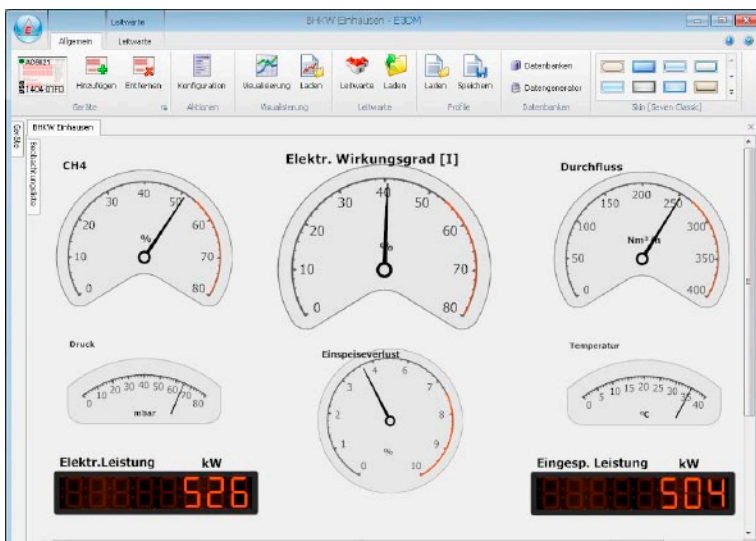 BHKW Einhausen - E3DM
Leitwarte
Allgemein Leitwarte
Hinzufügen Entfernen Konfiguration Visualisierung Laden Leitwarte Laden Laden Speichern
Datenbanken
Datengenerator
Geräte Aktionen Visualisierung Leitwarte Profile Datenbanken Skin [Seven Classic]
Geräte
BHKW Einhausen
CH4
0 10 20 30 40 50 60 70 80
%
Elektr. Wirkungsgrad [I]
0 10 20 30 40 50 60 70 80
%
Durchfluss
0 50 100 150 200 250 300 350 400
Druck
0 10 20 30 40 50 60 70 80
mbar
Einspeiseverlust
0 1 2 3 4 6 7 8 9 10
%
Temperatur
0 5 10 15 20 25 30 35 40
°C
Elektr.Leistung kW
526
Eingesp. Leistung kW
504